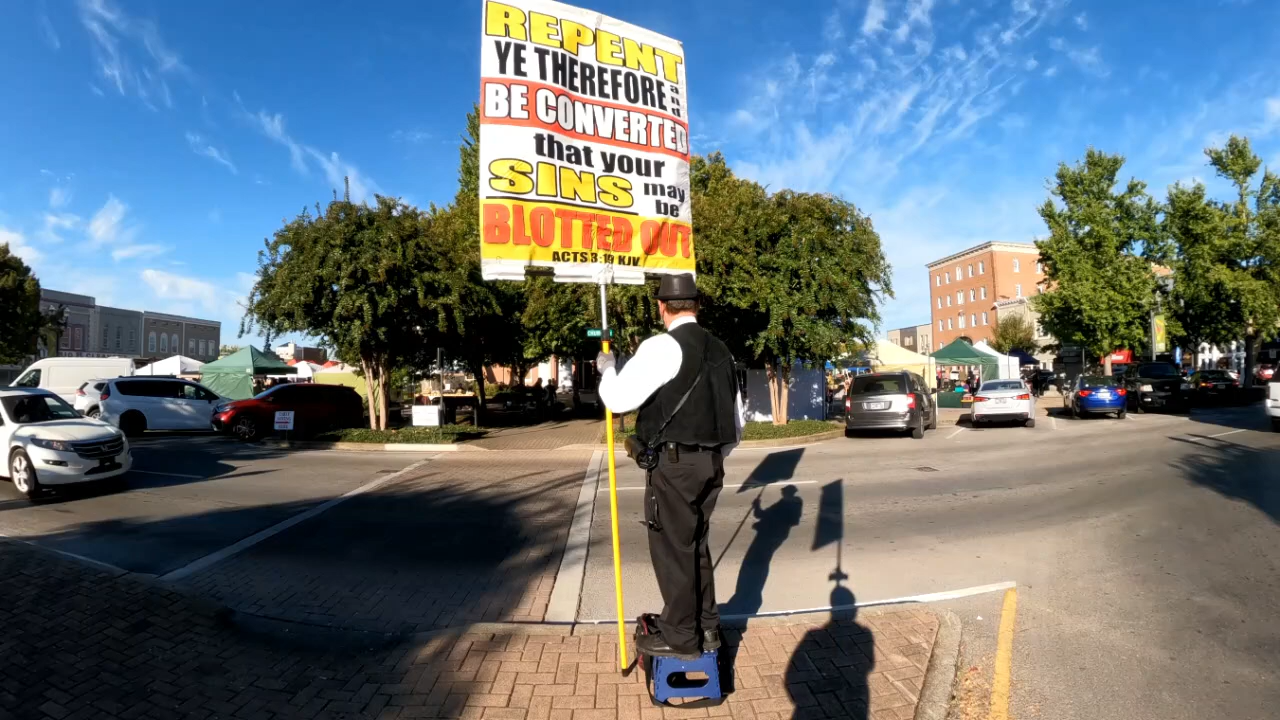 REPENT
YE THEREFORE and
BE CONVERTED
that your
SINS may be
BLOTTED OUT
ACTS 3:19 KJV